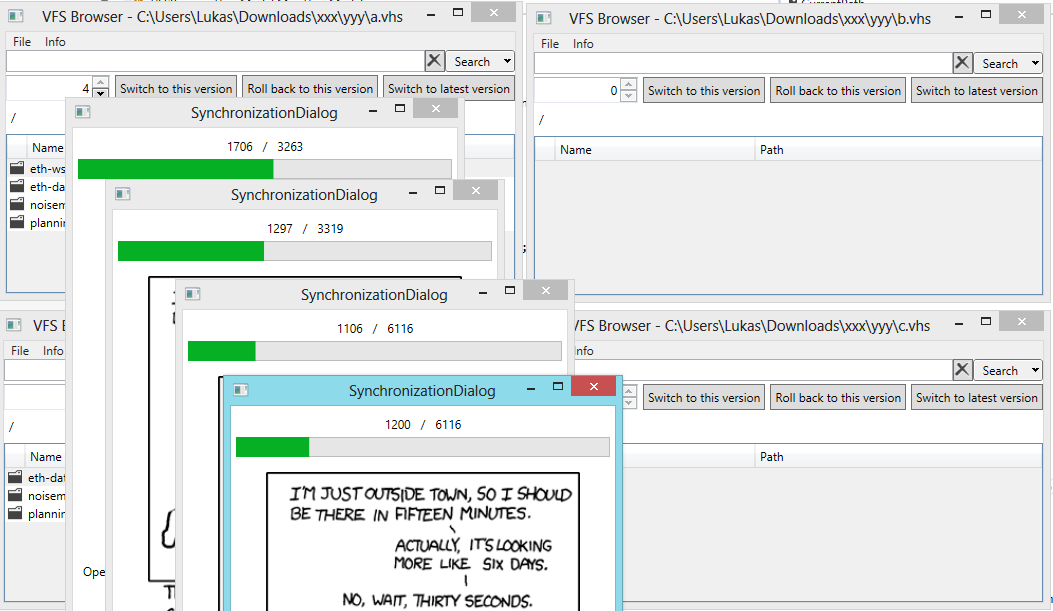 VFS Browser - C:\Users\Lukas\Downloads\xxx\yyy\a.vhs
File Info
Search
4 Switch to this version Roll back to this version Switch to latest version
/
Name
eth-ws
eth-da
noisem
plannin
VFS Browser - C:\Users\Lukas\Downloads\xxx\yyy\b.vhs
File Info
Search
0 Switch to this version Roll back to this version Switch to latest version
/
Name Path
SynchronizationDialog
1706 / 3263
Ope
SynchronizationDialog
1297 / 3319
SynchronizationDialog
1106 / 6116
SynchronizationDialog
1200 / 6116
I'M JUST OUTSIDE TOWN, SO I SHOULD
BE THERE IN FIFTEEN MINUTES.
ACTUALLY, IT'S LOOKING
MORE LIKE SIX DAYS.
NO, WAIT, THIRTY SECONDS.
VFS B
File Info
/
Name
eth-dat
noisem
plannin
VFS Browser - C:\Users\Lukas\Downloads\xxx\yyy\c.vhs
Info
Search
Switch to this version Roll back to this version Switch to latest version
Path